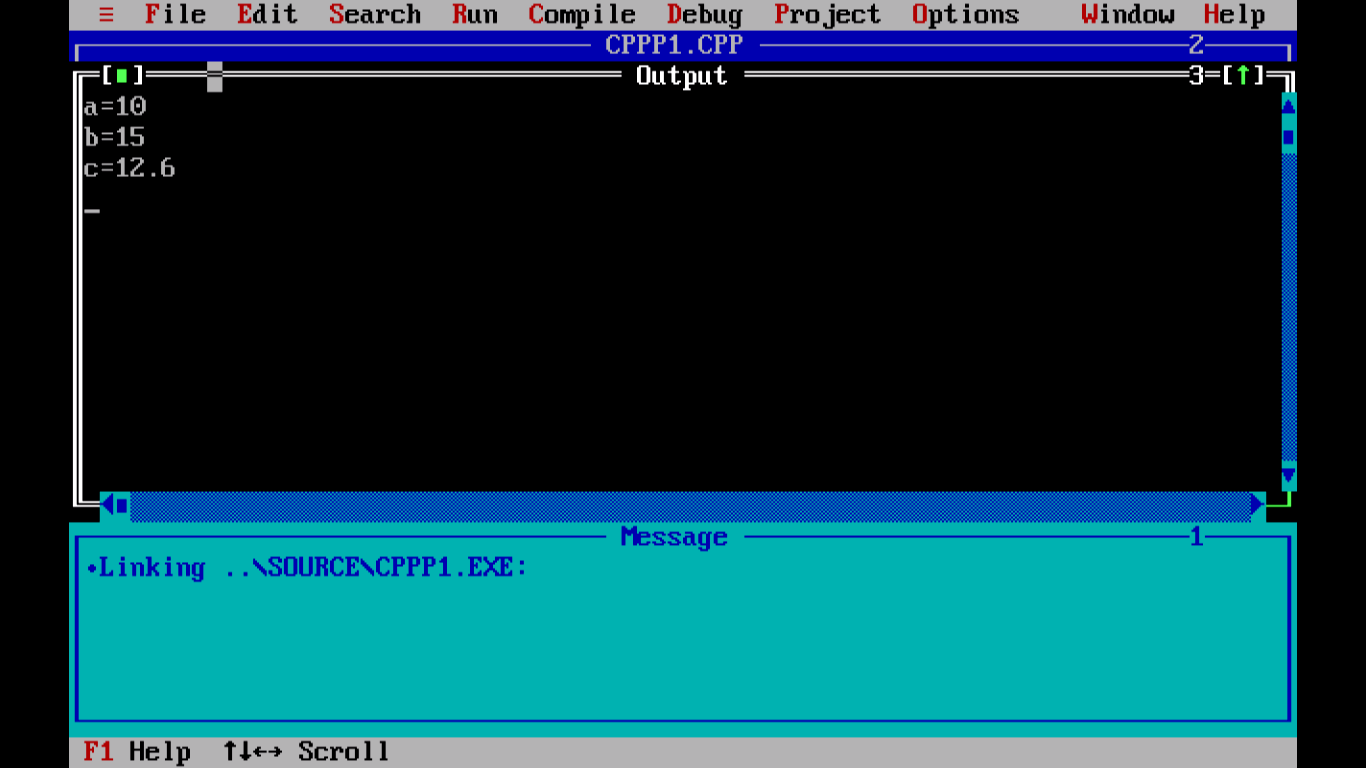 ≡ File Edit Search Run Compile Debug Project Options Window Help
CPPP1.CPP 2
[■] Output 3=[↑]
a=10
b=15
c=12.6
_
Message 1
•Linking ..\SOURCE\CPPP1.EXE:
F1 Help ↑↓↔ Scroll